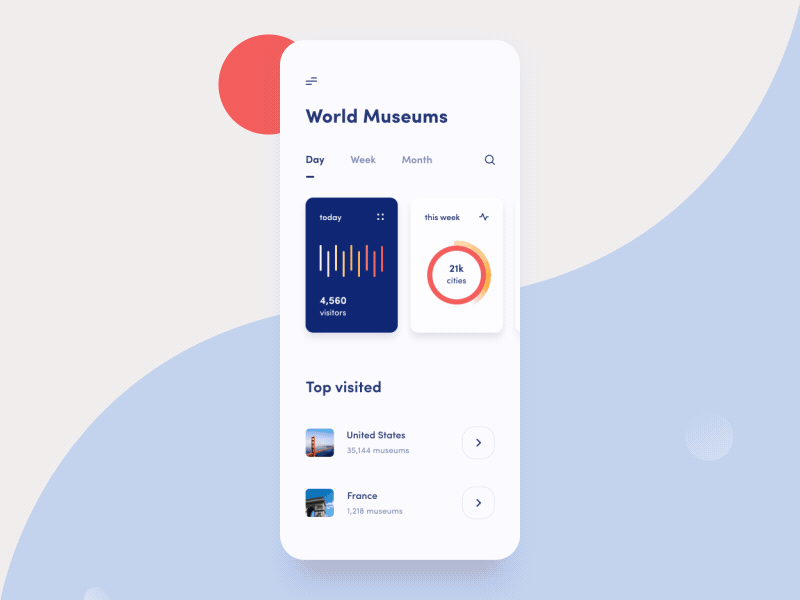 World Museums
Day Week Month
today
4,560
visitors
this week
21k
cities
Top visited
United States
35,144 museums
France
1,218 museums